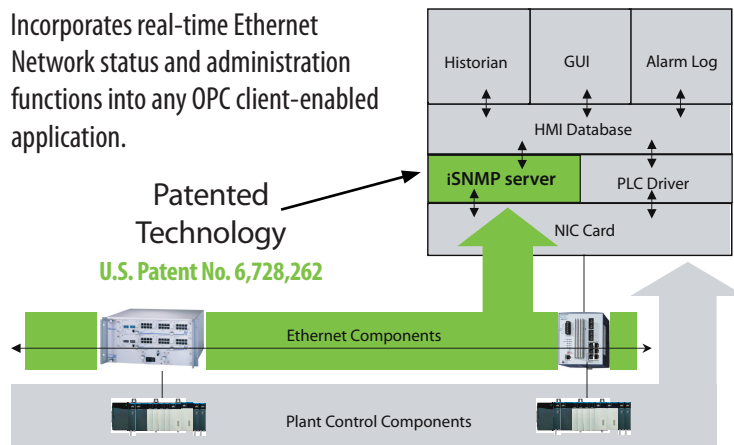 Incorporates real-time Ethernet
Network status and administration
functions into any OPC client-enabled
application.
Historian
GUI
Alarm Log
HMI Database
iSNMP server
PLC Driver
NIC Card
Patented
Technology
U.S. Patent No. 6,728,262
Ethernet Components
Plant Control Components